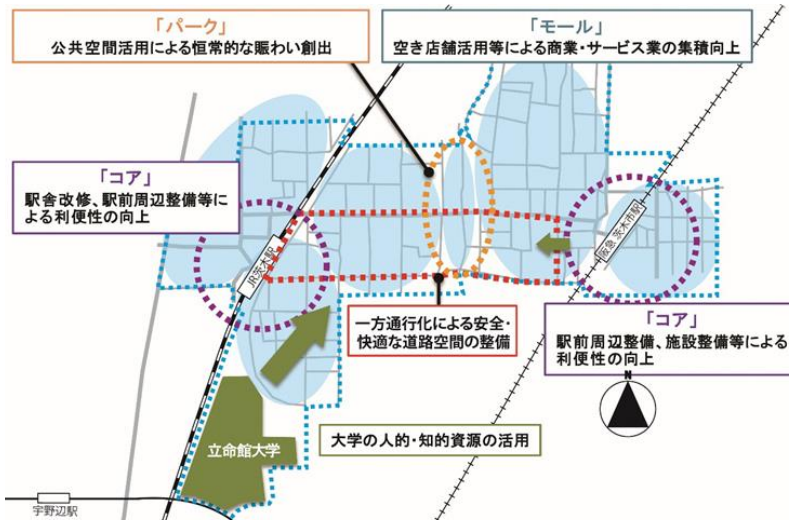 「パーク」
公共空間活用による恒常的な賑わい創出
「モール」
空き店舗活用等による商業・サービス業の集積向上
「コア」
駅舎改修、駅前周辺整備等に
よる利便性の向上
JR茨木駅
阪急 茨木市駅
一方通行化による安全・
快適な道路空間の整備
「コア」
駅前周辺整備、施設整備等による
利便性の向上
N
大学の人的・知的資源の活用
立命館大学
宇野辺駅